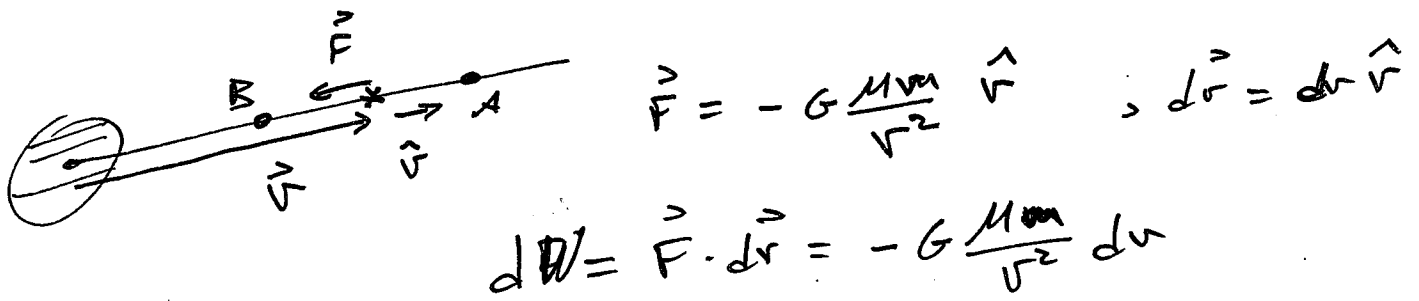 F⃗
B A
r⃗ r̂
F⃗ = - G Mm/r² r̂ , dr⃗ = dr r̂
dW = F⃗ · dr⃗ = - G Mm/r² dr